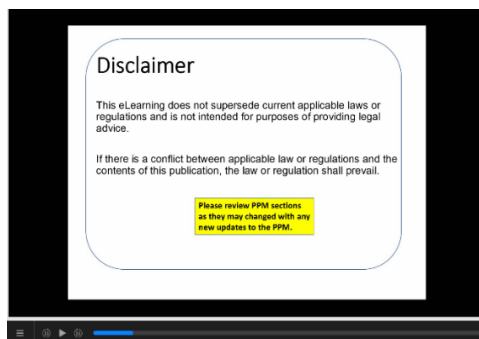 Disclaimer
This eLearning does not supersede current applicable laws or
regulations and is not intended for purposes of providing legal
advice.
If there is a conflict between applicable law or regulations and the
contents of this publication, the law or regulation shall prevail.
Please review PPM sections
as they may changed with any
new updates to the PPM.